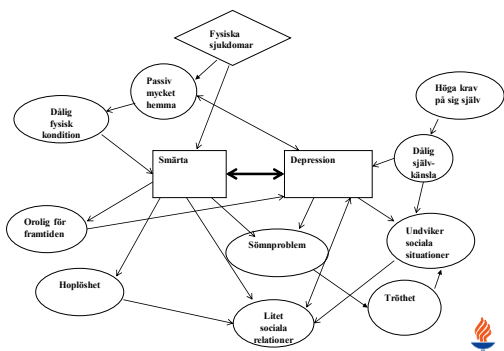 Fysiska
sjukdomar
Passiv
mycket
hemma
Höga krav
på sig själv
Dålig
fysisk
kondition
Dålig
själv-
känsla
Smärta
Depression
Orolig för
framtiden
Sömnproblem
Undviker
sociala
situationer
Hoplöshet
Litet
sociala
relationer
Tröthet